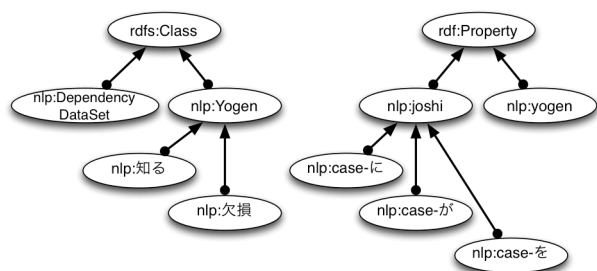 rdfs:Class
rdf:Property
nlp:Dependency
DataSet
nlp:Yogen
nlp:joshi
nlp:yogen
nlp:知る
nlp:case-に
nlp:欠損
nlp:case-が
nlp:case-を